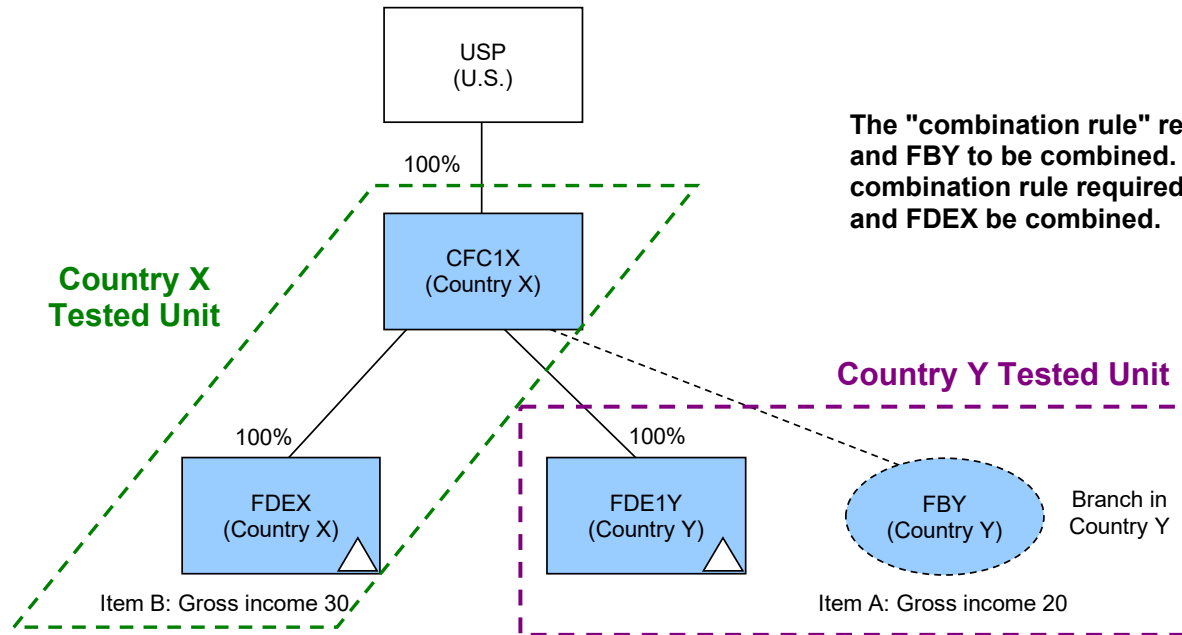 USP
(U.S.)
The "combination rule" re
and FBY to be combined.
combination rule required
and FDEX be combined.
100%
CFC1X
(Country X)
Country X
Tested Unit
Country Y Tested Unit
100%
100%
FDEX
(Country X)
FDE1Y
(Country Y)
FBY
(Country Y)
Branch in
Country Y
Item B: Gross income 30
Item A: Gross income 20